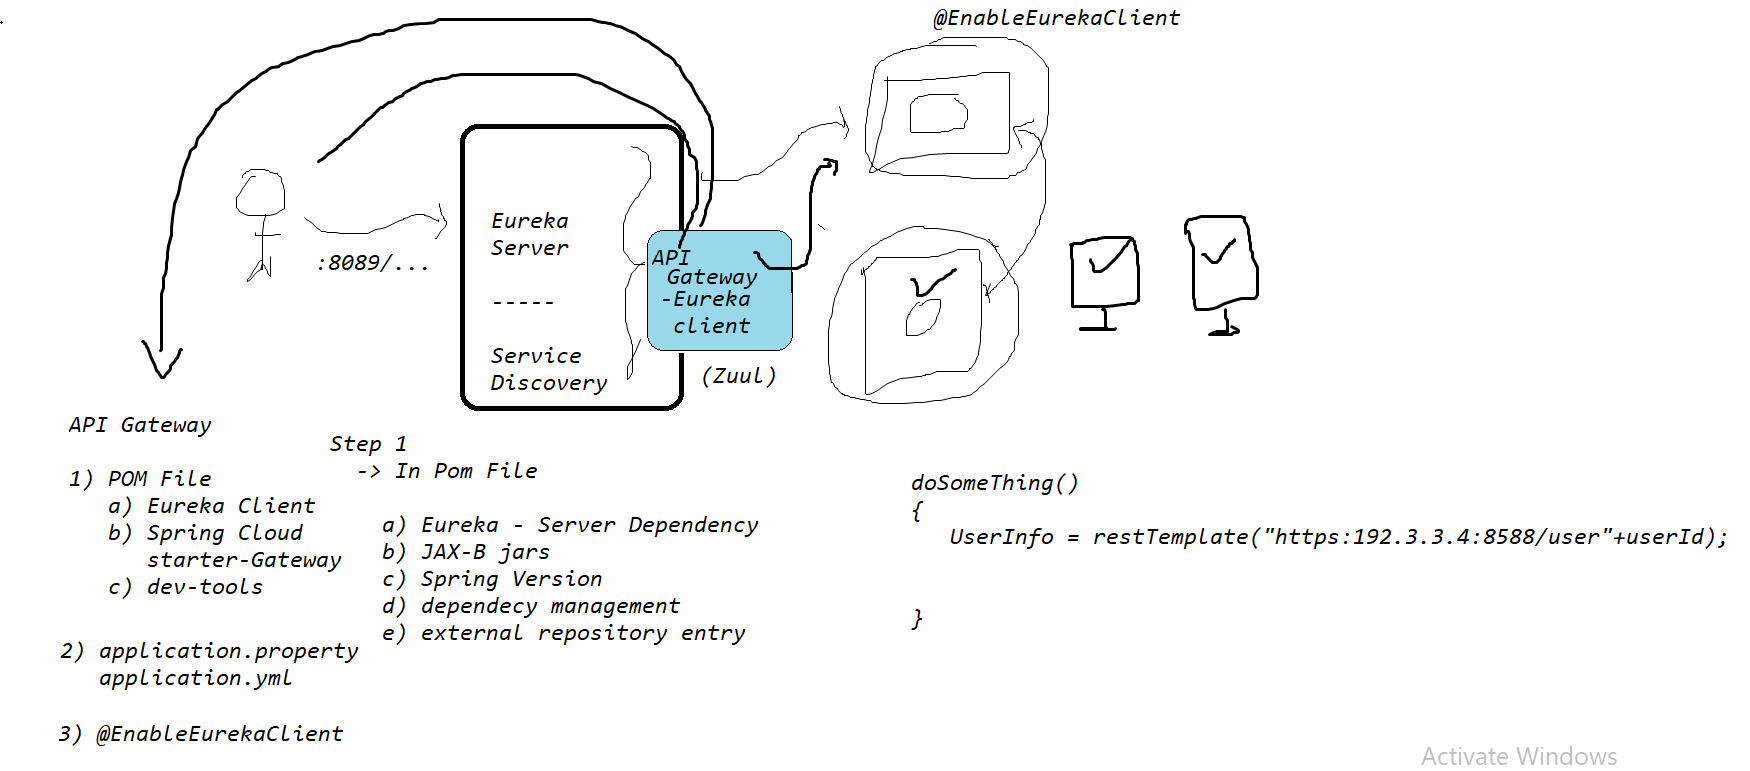 @EnableEurekaClient
Eureka
Server
-----
Service
Discovery
:8089/...
API
Gateway
-Eureka
client
(Zuul)
API Gateway
1) POM File
a) Eureka Client
b) Spring Cloud
starter-Gateway
c) dev-tools
2) application.property
application.yml
3) @EnableEurekaClient
Step 1
-> In Pom File
a) Eureka - Server Dependency
b) JAX-B jars
c) Spring Version
d) dependecy management
e) external repository entry
doSomeThing()
{
UserInfo = restTemplate("https:192.3.3.4:8588/user"+userId);
}
Activate Windows